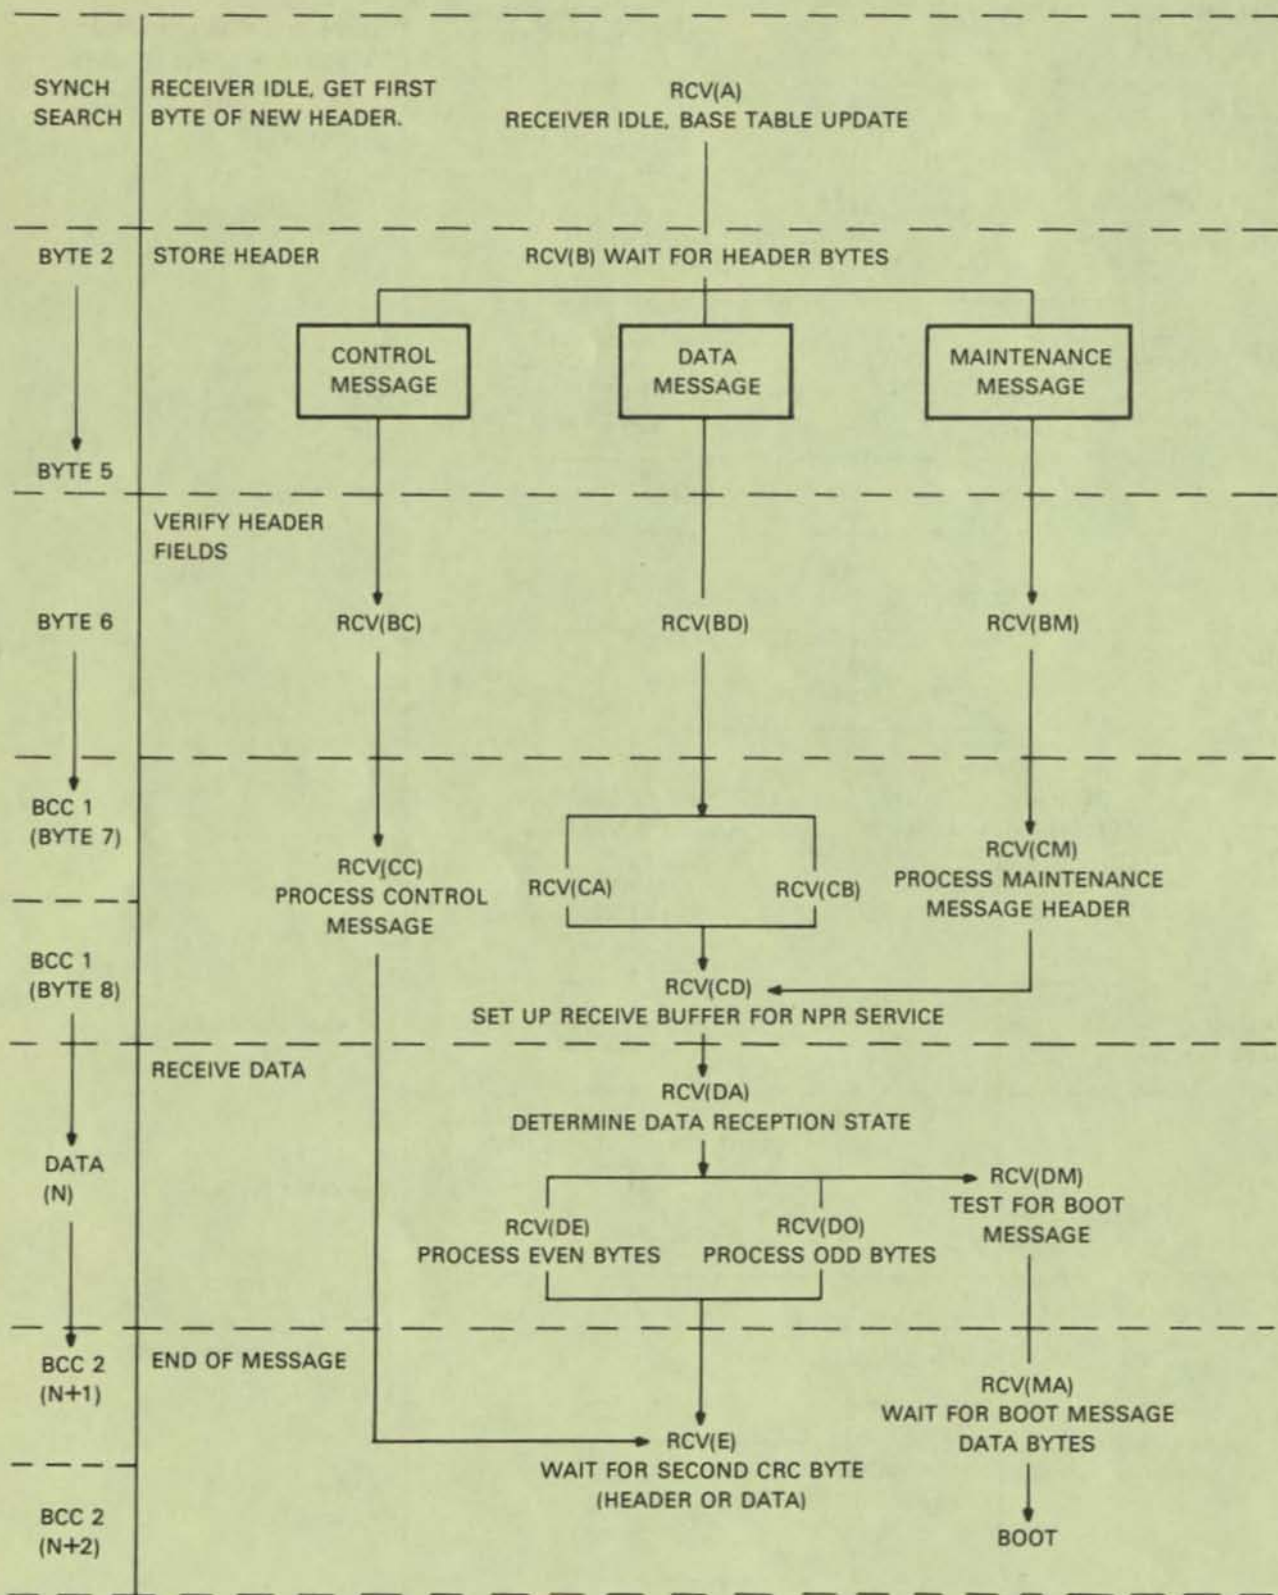 SYNCH
SEARCH
RECEIVER IDLE, GET FIRST
BYTE OF NEW HEADER.
RCV(A)
RECEIVER IDLE, BASE TABLE UPDATE
BYTE 2
STORE HEADER
RCV(B) WAIT FOR HEADER BYTES
CONTROL
MESSAGE
DATA
MESSAGE
MAINTENANCE
MESSAGE
BYTE 5
VERIFY HEADER
FIELDS
BYTE 6
RCV(BC)
RCV(BD)
RCV(BM)
BCC 1
(BYTE 7)
RCV(CC)
PROCESS CONTROL
MESSAGE
RCV(CA)
RCV(CB)
RCV(CM)
PROCESS MAINTENANCE
MESSAGE HEADER
BCC 1
(BYTE 8)
RCV(CD)
SET UP RECEIVE BUFFER FOR NPR SERVICE
RECEIVE DATA
RCV(DA)
DETERMINE DATA RECEPTION STATE
DATA
(N)
RCV(DE)
PROCESS EVEN BYTES
RCV(DO)
PROCESS ODD BYTES
RCV(DM)
TEST FOR BOOT
MESSAGE
BCC 2
(N+1)
END OF MESSAGE
RCV(MA)
WAIT FOR BOOT MESSAGE
DATA BYTES
RCV(E)
WAIT FOR SECOND CRC BYTE
(HEADER OR DATA)
BCC 2
(N+2)
BOOT